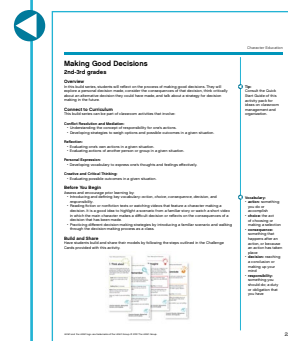 Character Education
Making Good Decisions
2nd-3rd grades
Overview
In this build series, students will reflect on the process of making good decisions. They will
explore a personal decision made, consider the consequences of that decision, think critically
about an alternative decision they could have made, and talk about a strategy for decision
making in the future.
Connect to Curriculum
This build series can be part of classroom activities that involve:
Conflict Resolution and Mediation:
• Understanding the concept of responsibility for one's actions.
• Developing strategies to weigh options and possible outcomes in a given situation.
Reflection:
• Evaluating one's own actions in a given situation.
• Evaluating actions of another person or group in a given situation.
Personal Expression:
• Developing vocabulary to express one's thoughts and feelings effectively.
Creative and Critical Thinking:
• Evaluating possible outcomes in a given situation.
Before You Begin
Assess and encourage prior learning by:
• Introducing and defining key vocabulary: action, choice, consequence, decision, and
responsibility.
• Reading fiction or nonfiction texts or watching videos that feature a character making a
decision; it is a good idea to highlight a scenario from a familiar story or watch a short video
in which the main character makes a difficult decision or reflects on the consequences of a
decision that has been made.
• Practicing different decision-making strategies by introducing a familiar scenario and walking
through the decision making process as a class.
Build and Share
Have students build and share their models by following the steps outlined in the Challenge
Cards provided with this activity.
Tip:
Consult the Quick
Start Guide of this
activity pack for
ideas on classroom
management and
organization.
Vocabulary:
• action: something
you do or
accomplish
• choice: the act
of choosing or
making a selection
• consequence:
something that
happens after an
action, or because
an action has taken
place
• decision: reaching
a conclusion or
making up your
mind
• responsibility:
something you
should do; a duty
or obligation that
you have
2